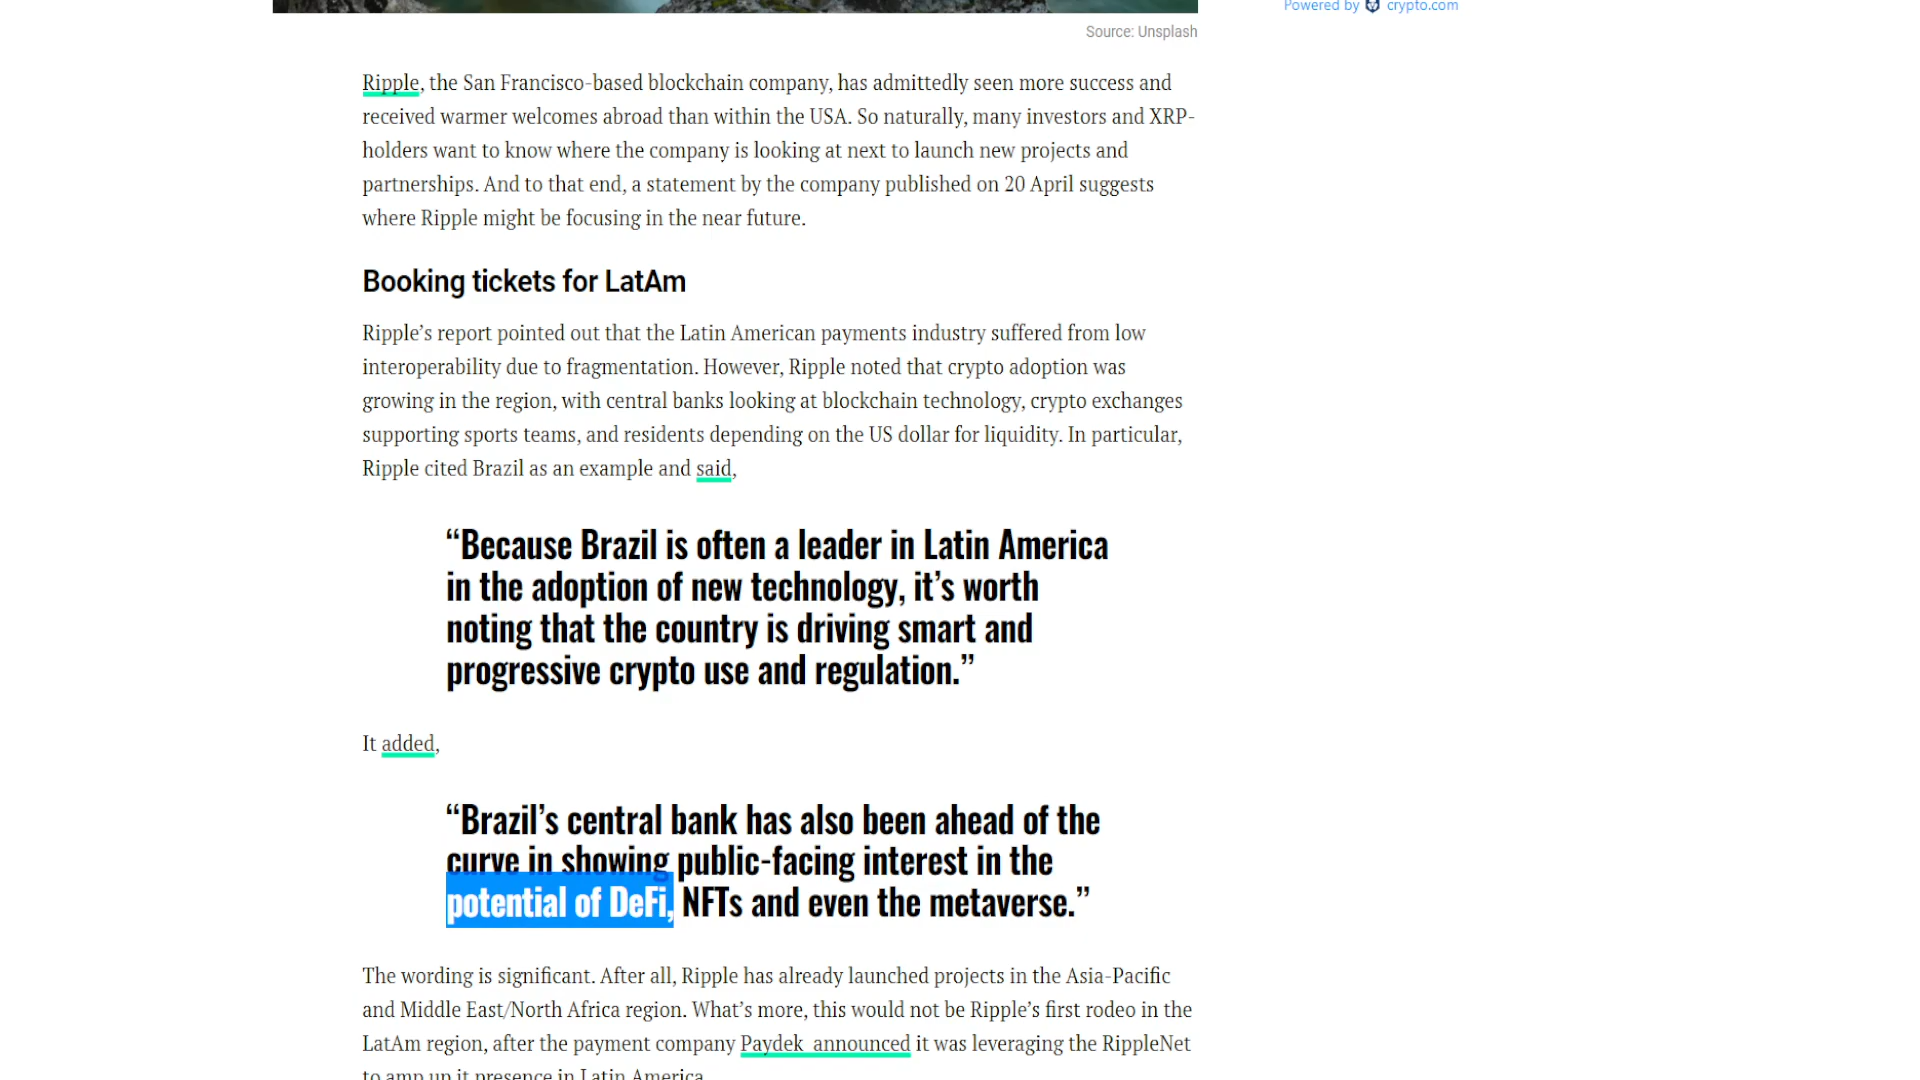 Powered by crypto.com
Source: Unsplash
Ripple, the San Francisco-based blockchain company, has admittedly seen more success and
received warmer welcomes abroad than within the USA. So naturally, many investors and XRP-
holders want to know where the company is looking at next to launch new projects and
partnerships. And to that end, a statement by the company published on 20 April suggests
where Ripple might be focusing in the near future.
Booking tickets for LatAm
Ripple’s report pointed out that the Latin American payments industry suffered from low
interoperability due to fragmentation. However, Ripple noted that crypto adoption was
growing in the region, with central banks looking at blockchain technology, crypto exchanges
supporting sports teams, and residents depending on the US dollar for liquidity. In particular,
Ripple cited Brazil as an example and said,
“Because Brazil is often a leader in Latin America
in the adoption of new technology, it’s worth
noting that the country is driving smart and
progressive crypto use and regulation.”
It added,
“Brazil’s central bank has also been ahead of the
curve in showing public-facing interest in the
potential of DeFi, NFTs and even the metaverse.”
The wording is significant. After all, Ripple has already launched projects in the Asia-Pacific
and Middle East/North Africa region. What’s more, this would not be Ripple’s first rodeo in the
LatAm region, after the payment company Paydek announced it was leveraging the RippleNet
to amp up it presence in Latin America.